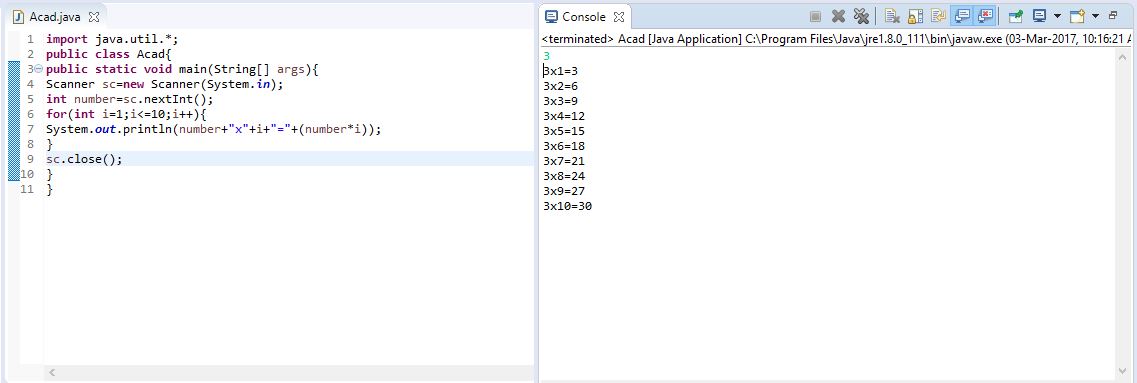 Acad.java
1 import java.util.*;
2 public class Acad{
3 public static void main(String[] args){
4 Scanner sc=new Scanner(System.in);
5 int number=sc.nextInt();
6 for(int i=1;i<=10;i++){
7 System.out.println(number+"x"+i+"="+(number*i));
8 }
9 sc.close();
10 }
11 }
Console
<terminated> Acad [Java Application] C:\Program Files\Java\jre1.8.0_111\bin\javaw.exe (03-Mar-2017, 10:16:21 A
3
3x1=3
3x2=6
3x3=9
3x4=12
3x5=15
3x6=18
3x7=21
3x8=24
3x9=27
3x10=30